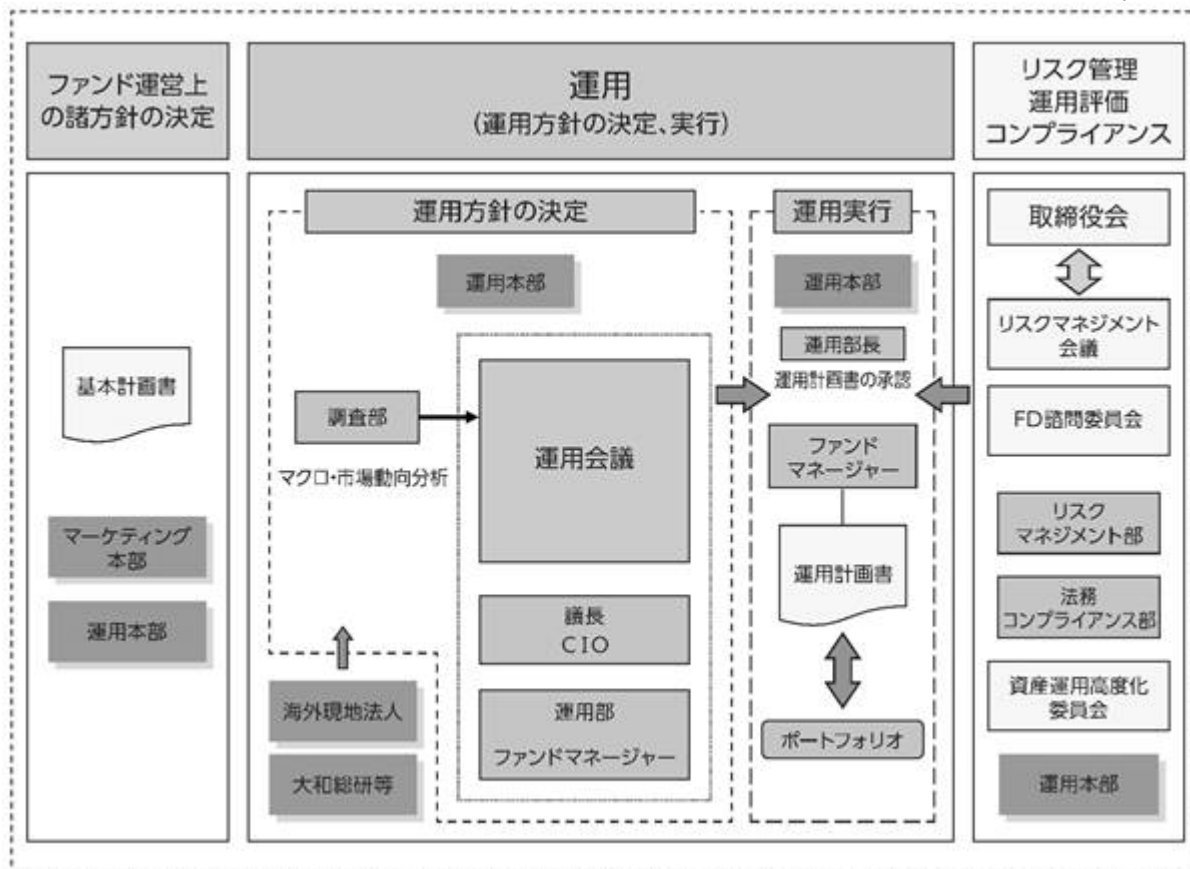 ファンド運営上
の諸方針の決定
運用
(運用方針の決定、実行)
リスク管理
運用評価
コンプライアンス
基本計画書
マーケティング
本部
運用本部
運用方針の決定
運用本部
調査部
マクロ・市場動向分析
運用会議
議長
CIO
運用部
ファンドマネージャー
海外現地法人
大和総研等
運用実行
運用本部
運用部長
運用計画書の承認
ファンド
マネージャー
運用計画書
ポートフォリオ
取締役会
リスクマネジメント
会議
FD諮問委員会
リスク
マネジメント部
法務
コンプライアンス部
資産運用高度化
委員会
運用本部